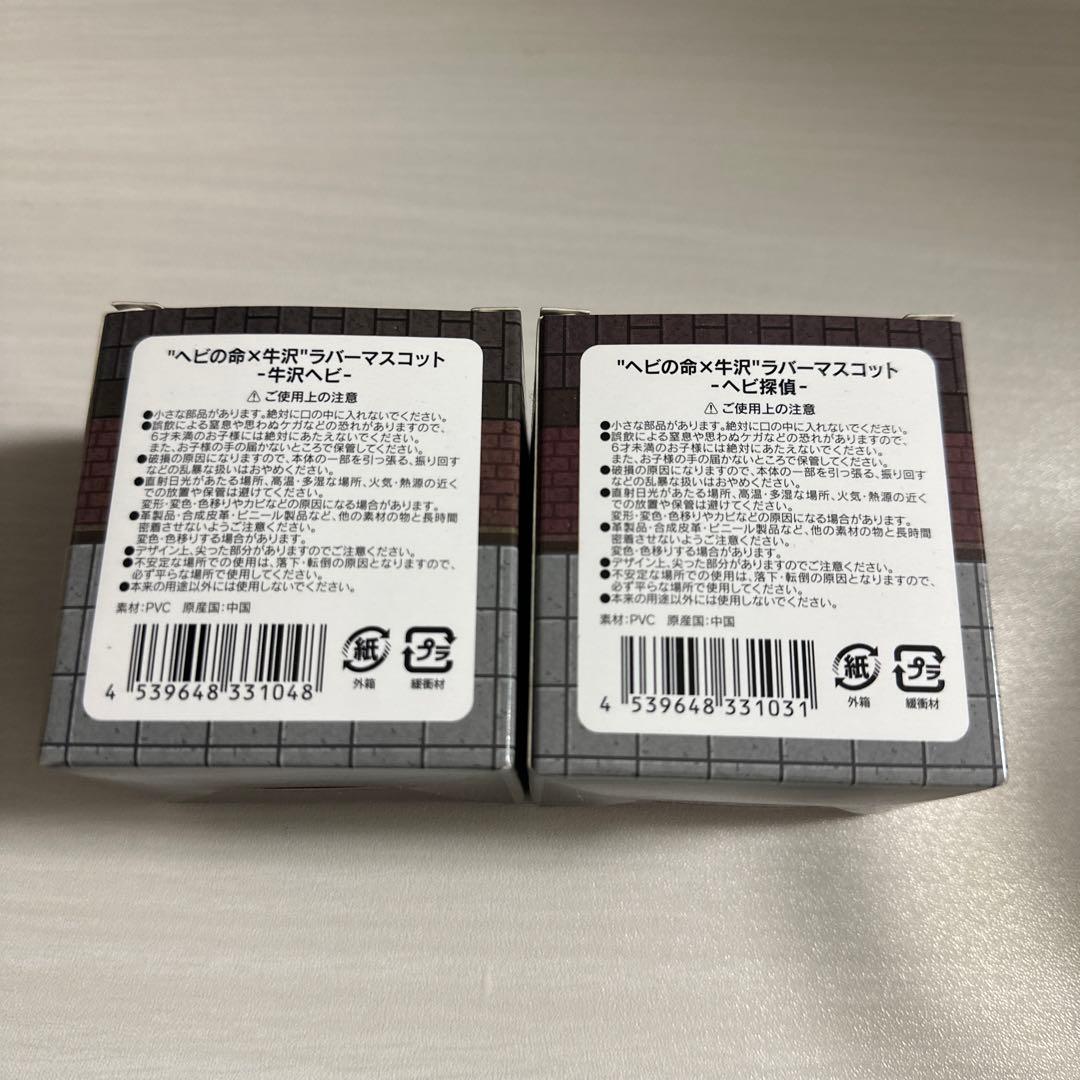 "ヘビの命×牛沢"ラバーマスコット
-牛沢ヘビ-
⚠ご使用上の注意
●小さな部品があります。絶対に口の中に入れないでください。
●誤飲による窒息や思わぬケガなどの恐れがありますので、
6才未満のお子様には絶対にあたえないでください。
また、お子様の手の届かないところで保管してください。
●破損の原因になりますので、本体の一部を引っ張る、振り回す
などの乱暴な扱いはおやめください。
●直射日光があたる場所、高温・多湿な場所、火気・熱源の近く
での放置や保管は避けてください。
変形・変色・色移りやカビなどの原因になる場合があります。
●革製品・合成皮革・ビニール製品など、他の素材の物と長時間
密着させないようご注意ください。
変色・色移りする場合があります。
●デザイン上、尖った部分がありますのでご注意ください。
●不安定な場所での使用は、落下・転倒の原因となりますので、
必ず平らな場所で使用してください。
●本来の用途以外には使用しないでください。
素材:PVC 原産国:中国
4 539648 331048
紙
外箱
プラ
緩衝材
"ヘビの命×牛沢"ラバーマスコット
-ヘビ探偵-
⚠ご使用上の注意
●小さな部品があります。絶対に口の中に入れないでください。
●誤飲による窒息や思わぬケガなどの恐れがありますので、
6才未満のお子様には絶対にあたえないでください。
また、お子様の手の届かないところで保管してください。
●破損の原因になりますので、本体の一部を引っ張る、振り回す
などの乱暴な扱いはおやめください。
●直射日光があたる場所、高温・多湿な場所、火気・熱源の近く
での放置や保管は避けてください。
変形・変色・色移りやカビなどの原因になる場合があります。
●革製品・合成皮革・ビニール製品など、他の素材の物と長時間
密着させないようご注意ください。
変色・色移りする場合があります。
●デザイン上、尖った部分がありますのでご注意ください。
●不安定な場所での使用は、落下・転倒の原因となりますので、
必ず平らな場所で使用してください。
●本来の用途以外には使用しないでください。
素材:PVC 原産国:中国
4 539648 331031
紙
外箱
プラ
緩衝材